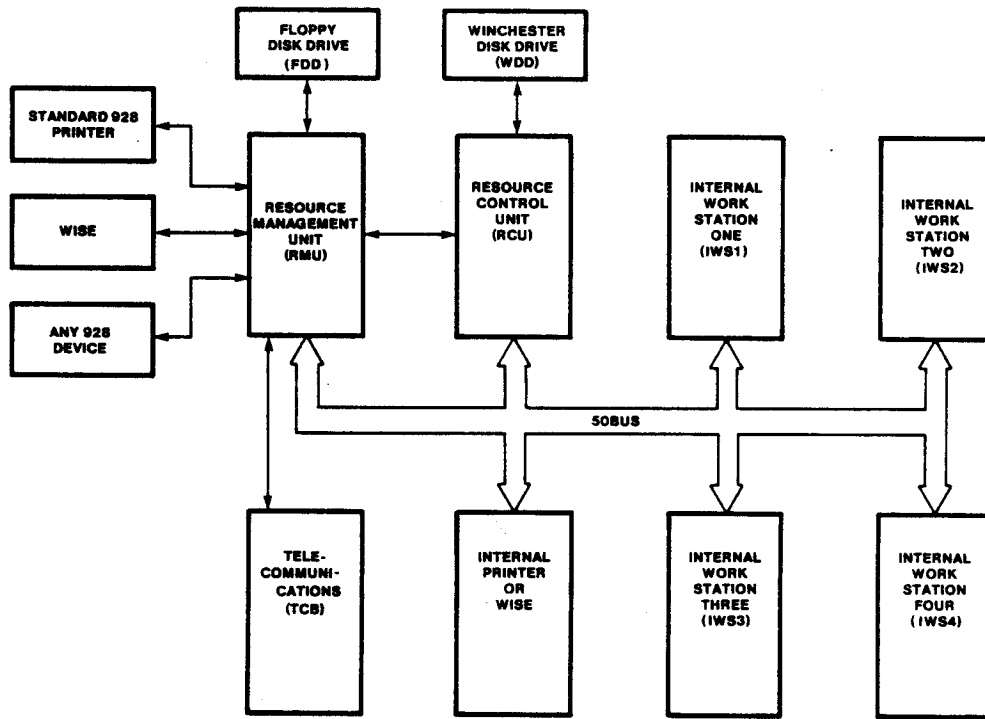 FLOPPY
DISK DRIVE
(FDD)
WINCHESTER
DISK DRIVE
(WDD)
STANDARD 928
PRINTER
WISE
ANY 928
DEVICE
RESOURCE
MANAGEMENT
UNIT
(RMU)
RESOURCE
CONTROL
UNIT
(RCU)
INTERNAL
WORK
STATION
ONE
(IWS1)
INTERNAL
WORK
STATION
TWO
(IWS2)
50BUS
TELE-
COMMUNI-
CATIONS
(TCB)
INTERNAL
PRINTER
OR
WISE
INTERNAL
WORK
STATION
THREE
(IWS3)
INTERNAL
WORK
STATION
FOUR
(IWS4)